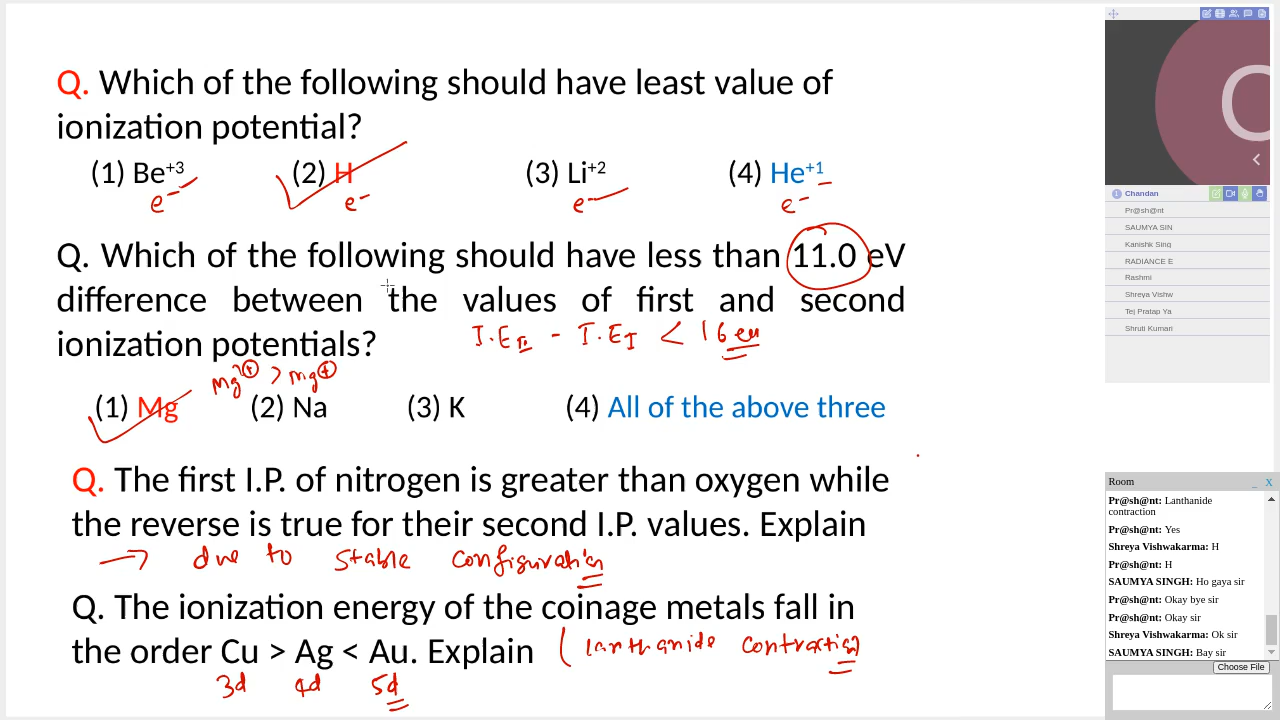 Q. Which of the following should have least value of
ionization potential?
(1) Be+3 (2) H (3) Li+2 (4) He+1
e- e- e- e-
Q. Which of the following should have less than 11.0 eV
difference between the values of first and second
ionization potentials?
I.E II - I.E I < 16 eu
Mg2+ > Mg+
(1) Mg (2) Na (3) K (4) All of the above three
Q. The first I.P. of nitrogen is greater than oxygen while
the reverse is true for their second I.P. values. Explain
→ due to stable configuration
Q. The ionization energy of the coinage metals fall in
the order Cu > Ag < Au. Explain
(lanthanide contraction)
3d 4d 5d
C
1 Chandan
Pr@sh@nt
SAUMYA SIN
Kanishk Sing
RADIANCE E
Rashmi
Shreya Vishw
Tej Pratap Ya
Shruti Kumari
Room _ X
Pr@sh@nt: Lanthanide
contraction
Pr@sh@nt: Yes
Shreya Vishwakarma: H
Pr@sh@nt: H
SAUMYA SINGH: Ho gaya sir
Pr@sh@nt: Okay bye sir
Pr@sh@nt: Okay sir
Shreya Vishwakarma: Ok sir
SAUMYA SINGH: Bay sir
Choose File